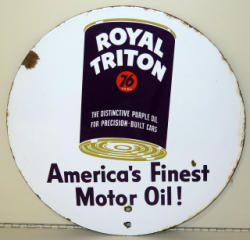 ROYAL
TRITON
76
THE DISTINCTIVE PURPLE OIL
FOR PRECISION-BUILT CARS
America's Finest
Motor Oil!